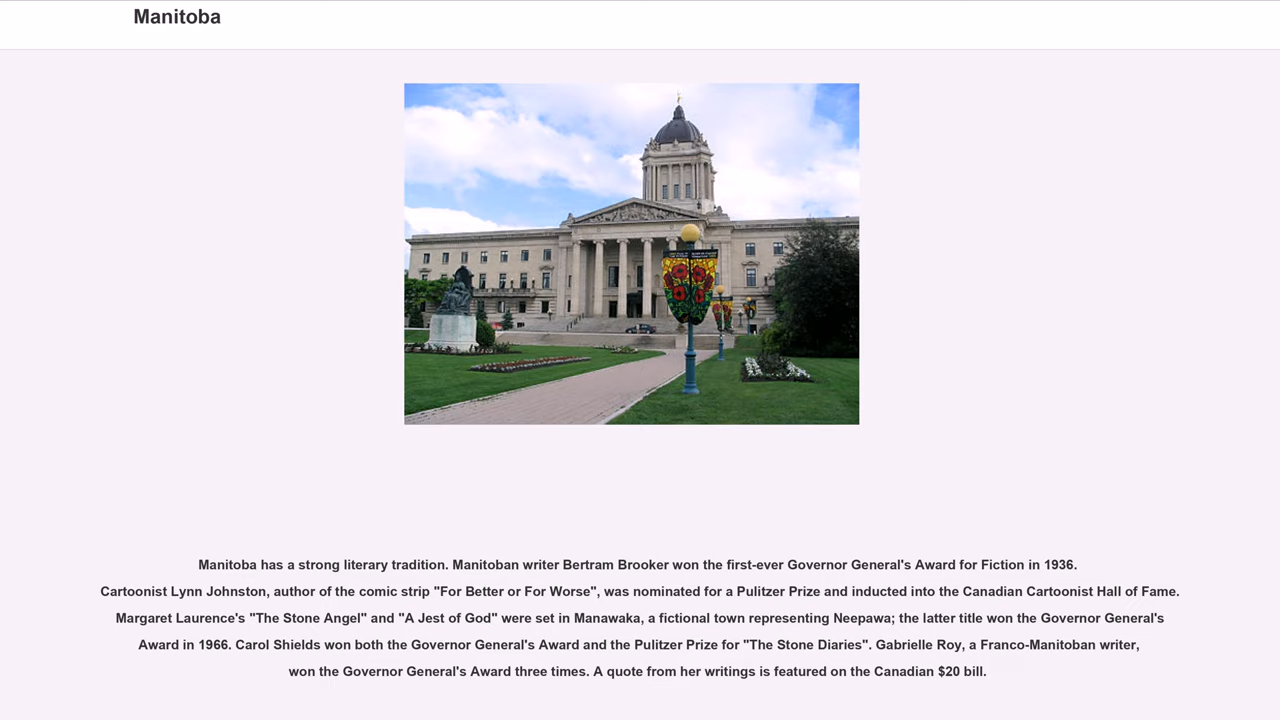 Manitoba
Manitoba has a strong literary tradition. Manitoban writer Bertram Brooker won the first-ever Governor General's Award for Fiction in 1936.
Cartoonist Lynn Johnston, author of the comic strip "For Better or For Worse", was nominated for a Pulitzer Prize and inducted into the Canadian Cartoonist Hall of Fame.
Margaret Laurence's "The Stone Angel" and "A Jest of God" were set in Manawaka, a fictional town representing Neepawa; the latter title won the Governor General's
Award in 1966. Carol Shields won both the Governor General's Award and the Pulitzer Prize for "The Stone Diaries". Gabrielle Roy, a Franco-Manitoban writer,
won the Governor General's Award three times. A quote from her writings is featured on the Canadian $20 bill.